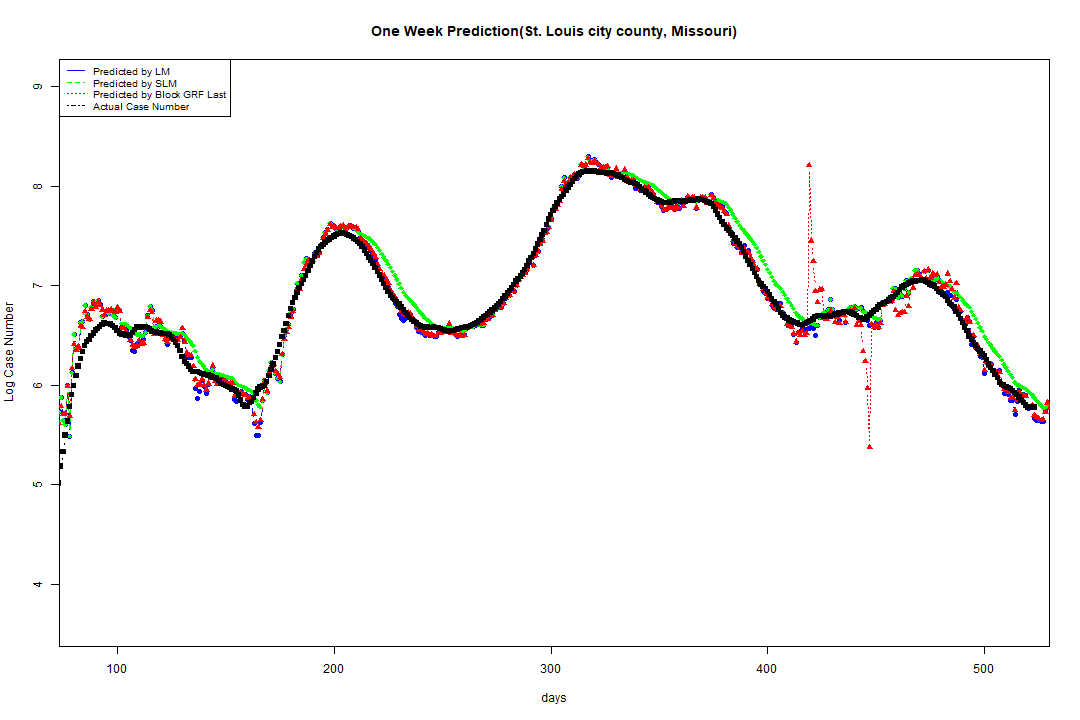 One Week Prediction(St. Louis city county, Missouri)
Predicted by LM
Predicted by SLM
Predicted by Block GRF Last
Actual Case Number
9
8
7
6
5
4
Log Case Number
100 200 300 400 500
days